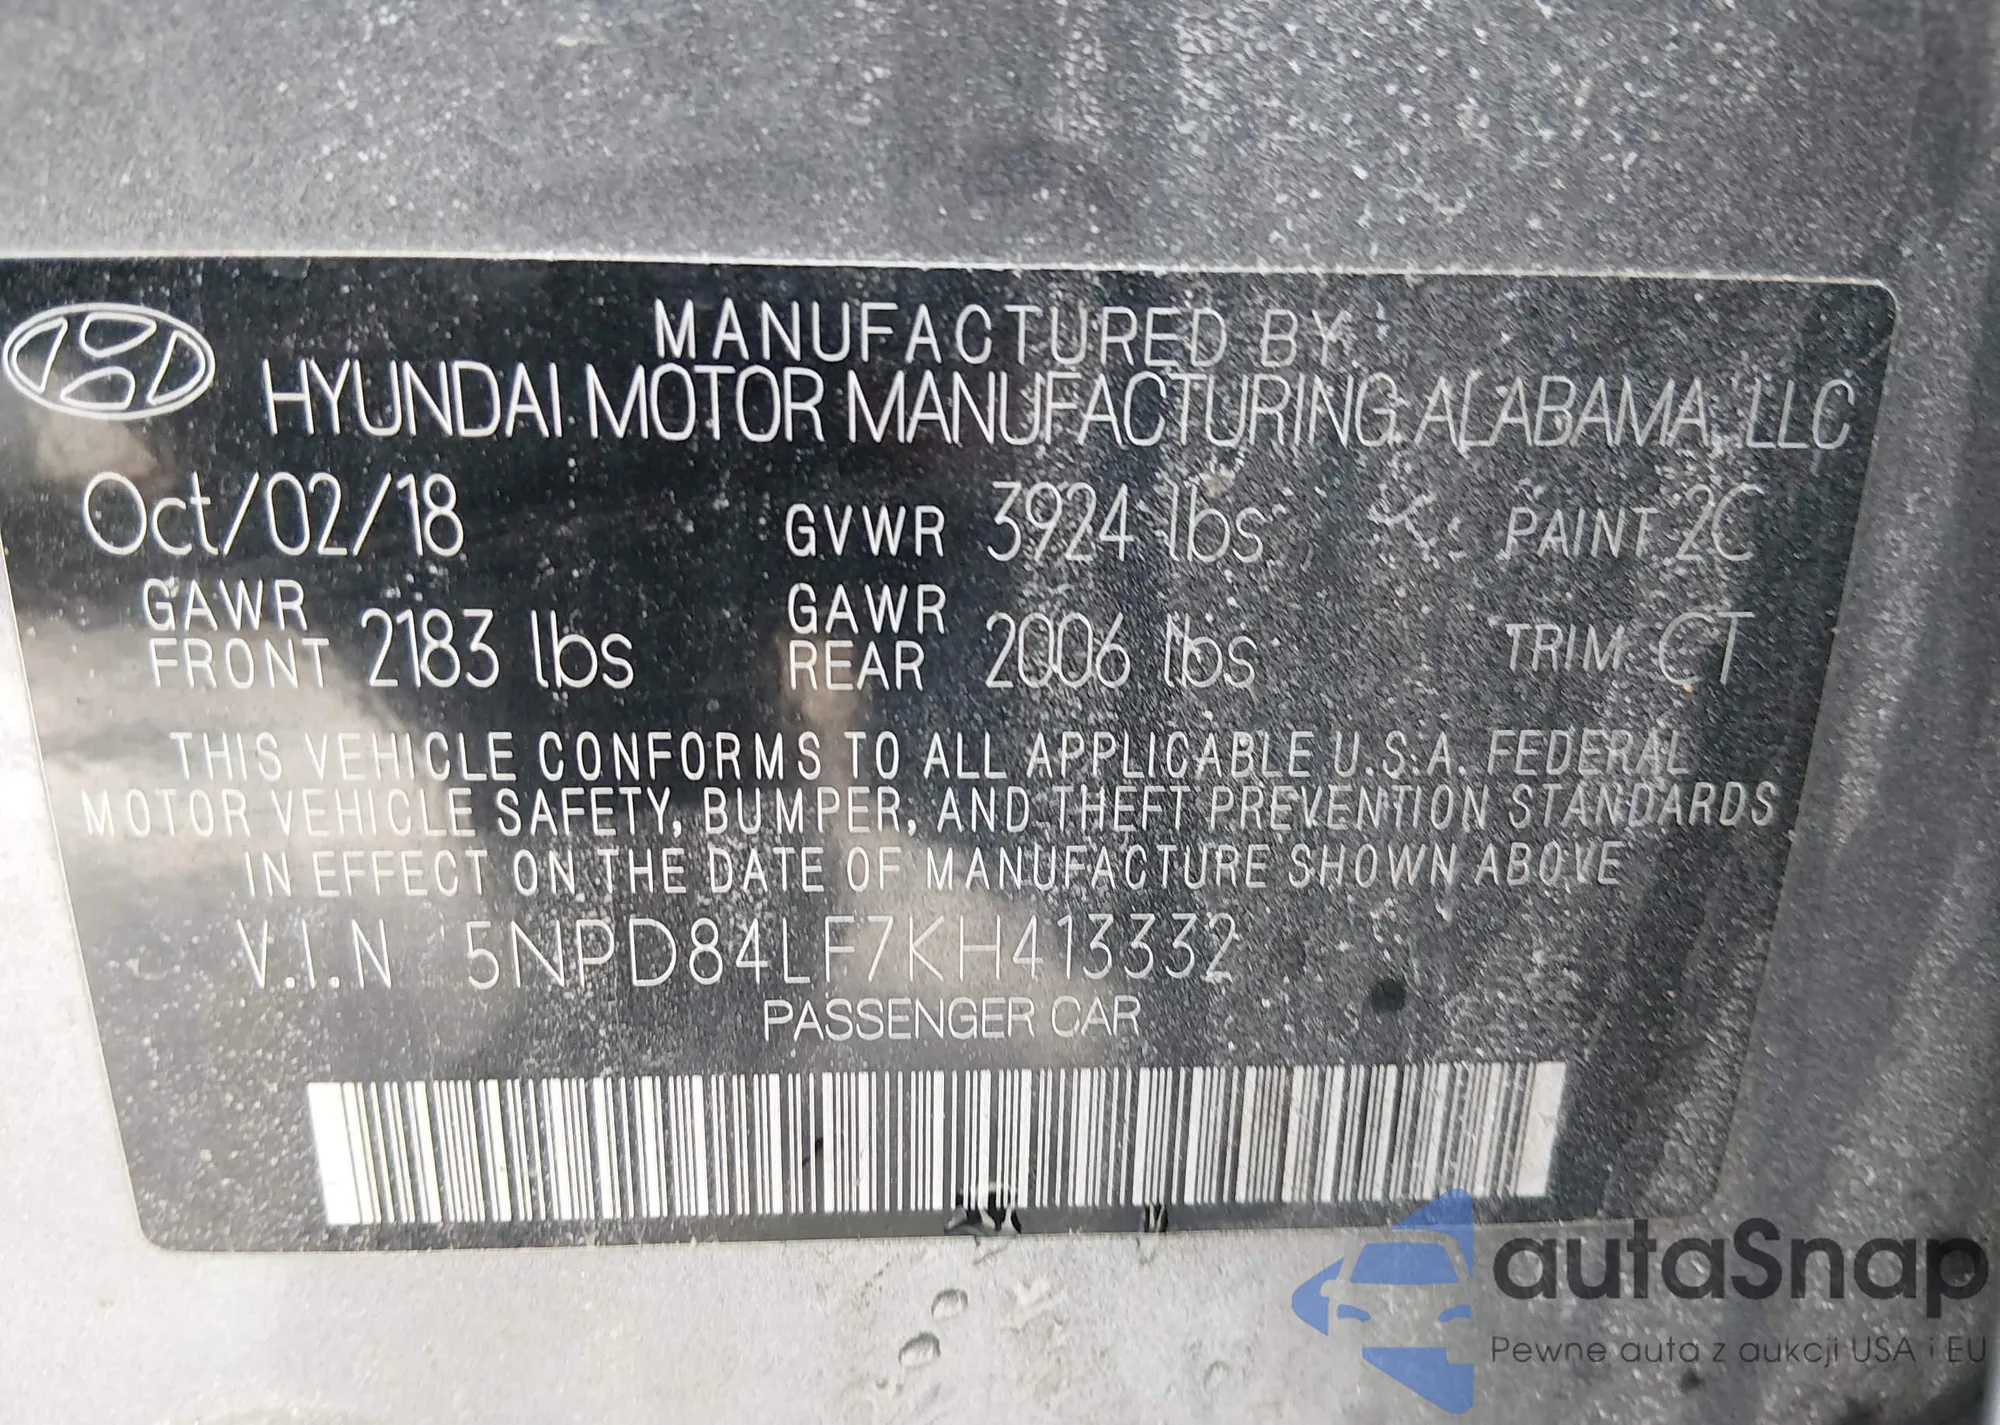 MANUFACTURED BY
HYUNDAI MOTOR MANUFACTURING ALABAMA, LLC
Oct/02/18 GVWR 3924 lbs PAINT 2C
GAWR FRONT 2183 lbs GAWR REAR 2006 lbs TRIM CT
THIS VEHICLE CONFORMS TO ALL APPLICABLE U.S.A. FEDERAL
MOTOR VEHICLE SAFETY, BUMPER, AND THEFT PREVENTION STANDARDS
IN EFFECT ON THE DATE OF MANUFACTURE SHOWN ABOVE
V.I.N 5NPD84LF7KH413332
PASSENGER CAR
autaSnap
Pewne auta z aukcji USA i EU